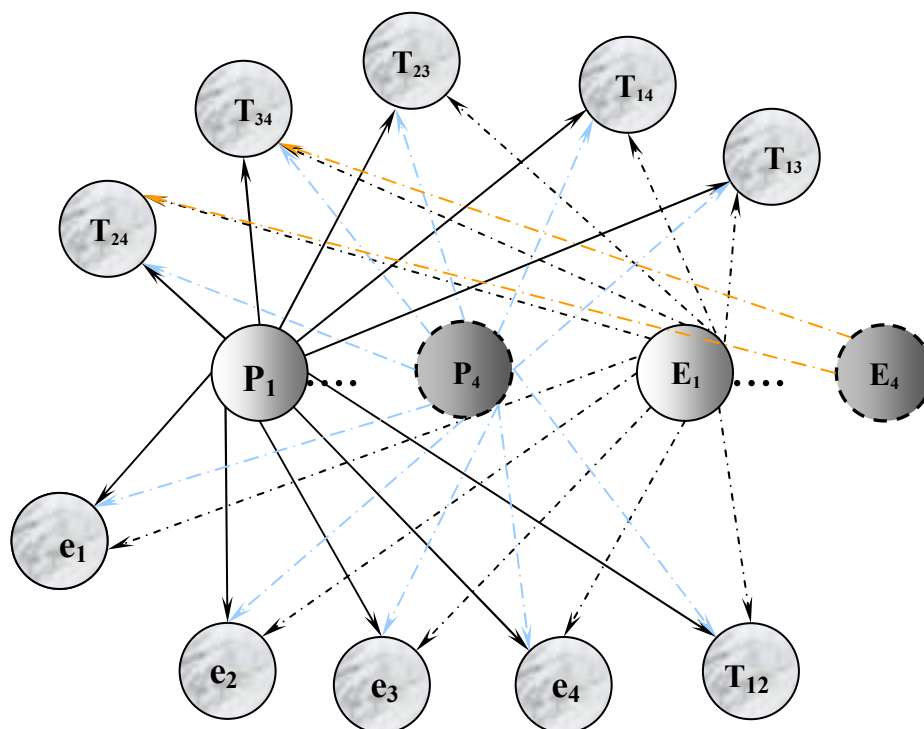 T₂₃
T₁₄
T₃₄
T₁₃
T₂₄
P₁ .... P₄ E₁ .... E₄
e₁
e₂ e₃ e₄ T₁₂